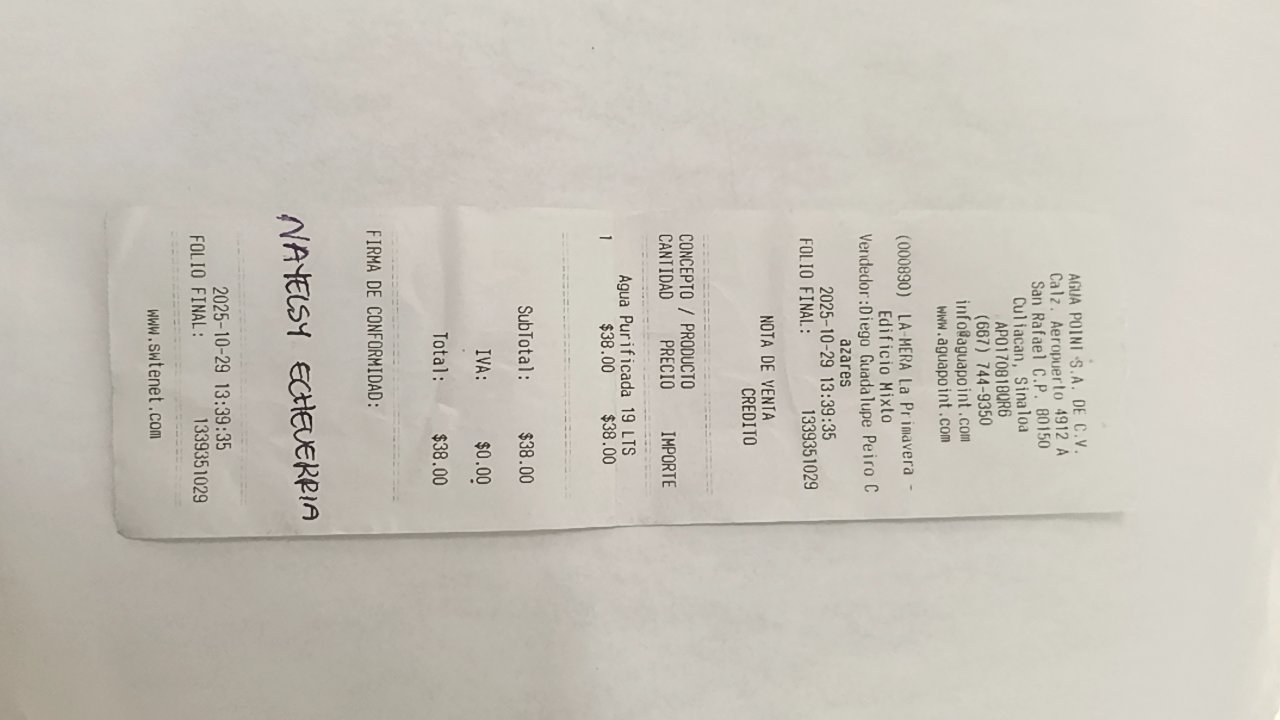 AGUA POINT S.A. DE C.V.
Calz. Aeropuerto 4912 A
San Rafael C.P. 80150
Culiacan, Sinaloa
APO170818QR6
(667) 744-9350
info@aguapoint.com
www.aguapoint.com
(000890) LA-MERA La Primavera -
Edificio Mixto
Vendedor:Diego Guadalupe Peiro C
azares
2025-10-29 13:39:35
FOLIO FINAL: 1339351029
NOTA DE VENTA
CREDITO
CONCEPTO / PRODUCTO
CANTIDAD PRECIO IMPORTE
Agua Purificada 19 LTS
1 $38.00 $38.00
SubTotal: $38.00
IVA: $0.00
Total: $38.00
FIRMA DE CONFORMIDAD:
NAYELSY ECHEVERRIA
2025-10-29 13:39:35
FOLIO FINAL: 1339351029
www.swltenet.com